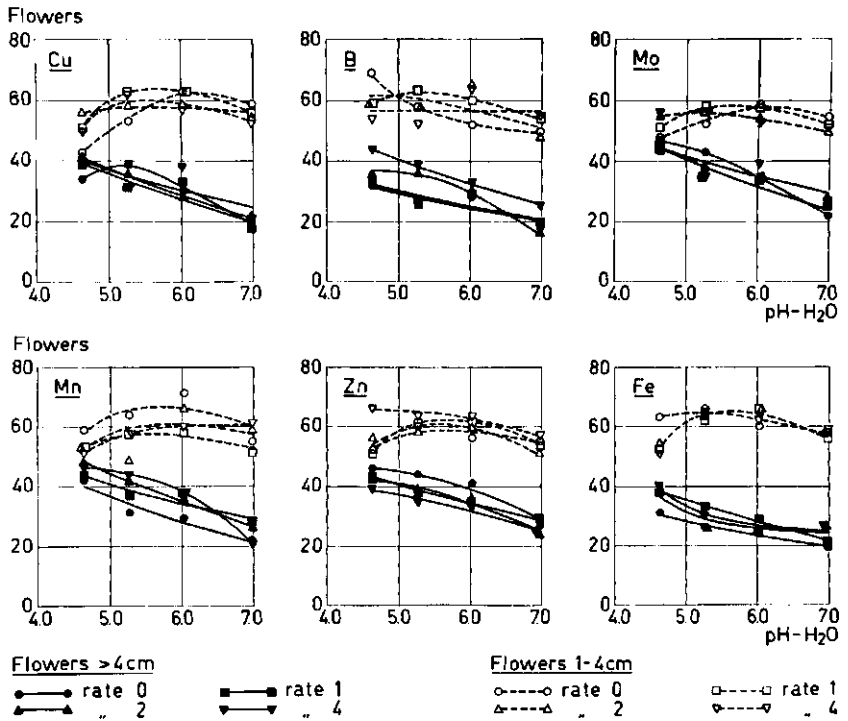 Flowers
80 Cu 80 B 80 Mo
60 60 60
40 40 40
20 20 20
0 0 0
4.0 5.0 6.0 7.0 4.0 5.0 6.0 7.0 4.0 5.0 6.0 7.0
pH-H₂O
Flowers
80 Mn 80 Zn 80 Fe
60 60 60
40 40 40
20 20 20
0 0 0
4.0 5.0 6.0 7.0 4.0 5.0 6.0 7.0 4.0 5.0 6.0 7.0
pH-H₂O
Flowers >4cm Flowers 1-4cm
rate 0 rate 1 rate 0 rate 1
„ 2 „ 4 „ 2 „ 4